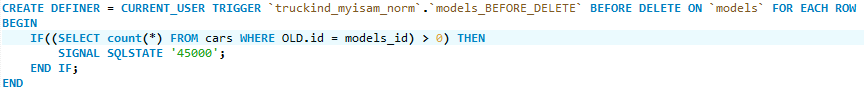 CREATE DEFINER = CURRENT_USER TRIGGER `truckind_myisam_norm`.`models_BEFORE_DELETE` BEFORE DELETE ON `models` FOR EACH ROW
BEGIN
IF((SELECT count(*) FROM cars WHERE OLD.id = models_id) > 0) THEN
SIGNAL SQLSTATE '45000';
END IF;
END